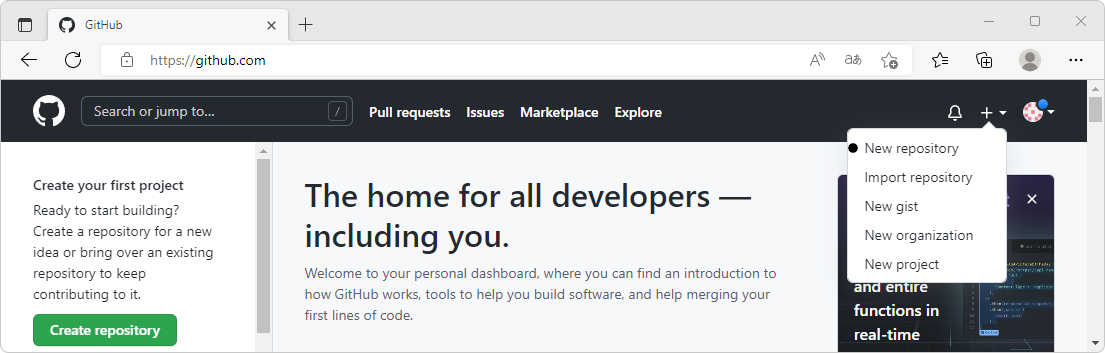 GitHub
https://github.com
Search or jump to...
/
Pull requests
Issues
Marketplace
Explore
New repository
Import repository
New gist
New organization
New project
Create your first project
Ready to start building?
Create a repository for a new
idea or bring over an existing
repository to keep
contributing to it.
Create repository
The home for all developers —
including you.
Welcome to your personal dashboard, where you can find an introduction to
how GitHub works, tools to help you build software, and help merging your
first lines of code.
and entire
functions in
real-time